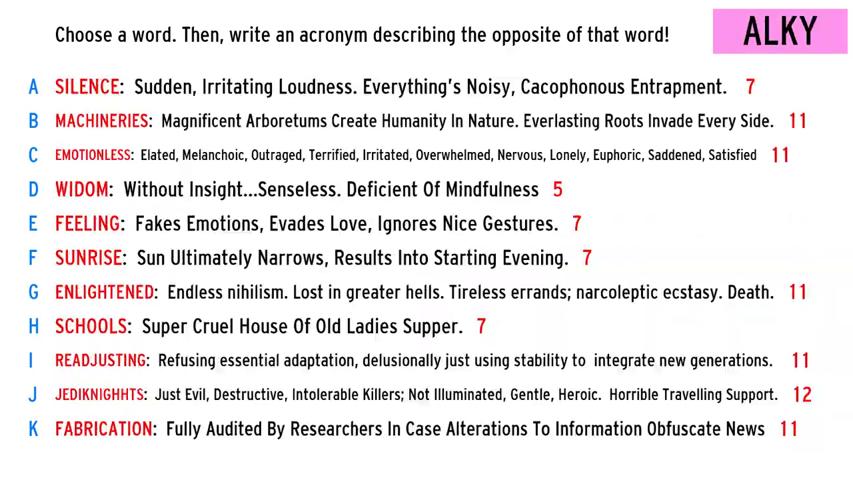 Choose a word. Then, write an acronym describing the opposite of that word!
ALKY
A SILENCE: Sudden, Irritating Loudness. Everything's Noisy, Cacophonous Entrapment. 7
B MACHINERIES: Magnificent Arboretums Create Humanity In Nature. Everlasting Roots Invade Every Side. 11
C EMOTIONLESS: Elated, Melanchoic, Outraged, Terrified, Irritated, Overwhelmed, Nervous, Lonely, Euphoric, Saddened, Satisfied 11
D WIDOM: Without Insight...Senseless. Deficient Of Mindfulness 5
E FEELING: Fakes Emotions, Evades Love, Ignores Nice Gestures. 7
F SUNRISE: Sun Ultimately Narrows, Results Into Starting Evening. 7
G ENLIGHTENED: Endless nihilism. Lost in greater hells. Tireless errands; narcoleptic ecstasy. Death. 11
H SCHOOLS: Super Cruel House Of Old Ladies Supper. 7
I READJUSTING: Refusing essential adaptation, delusionally just using stability to integrate new generations. 11
J JEDIKNIGHHTS: Just Evil, Destructive, Intolerable Killers; Not Illuminated, Gentle, Heroic. Horrible Travelling Support. 12
K FABRICATION: Fully Audited By Researchers In Case Alterations To Information Obfuscate News 11